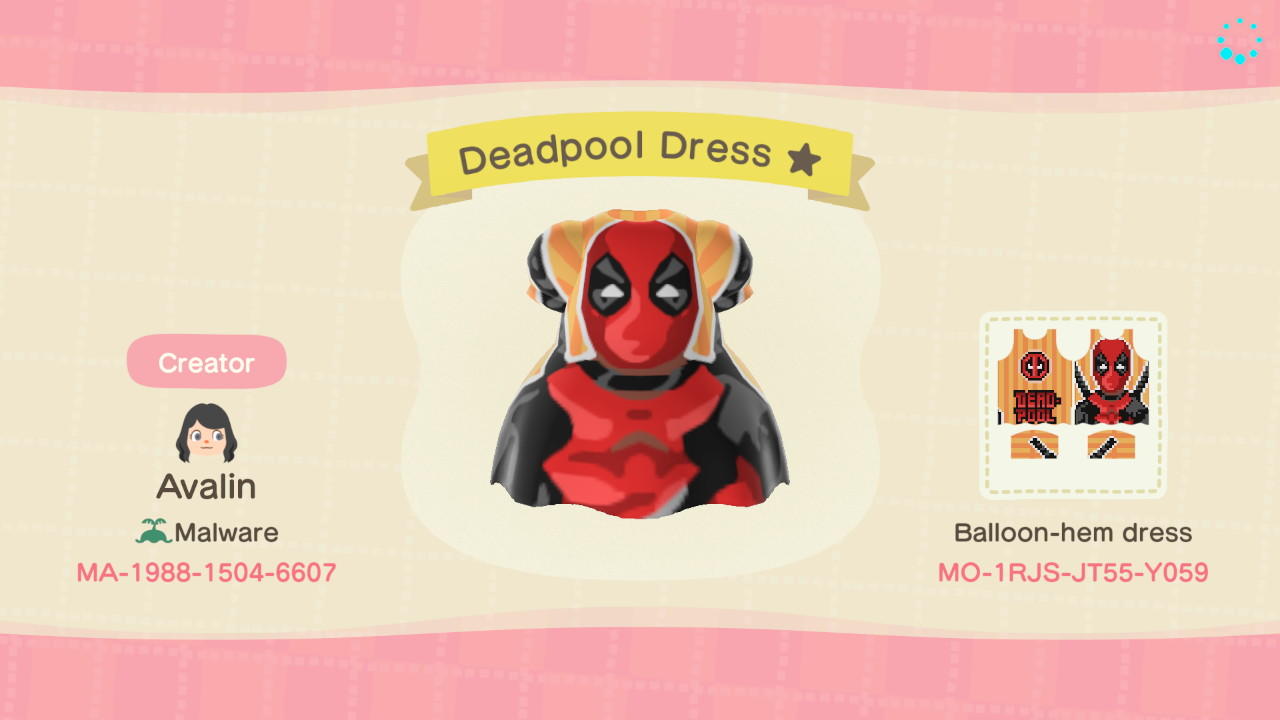 Deadpool Dress ★
Creator
Avalin
Malware
MA-1988-1504-6607
DEAD-
POOL
Balloon-hem dress
MO-1RJS-JT55-Y059